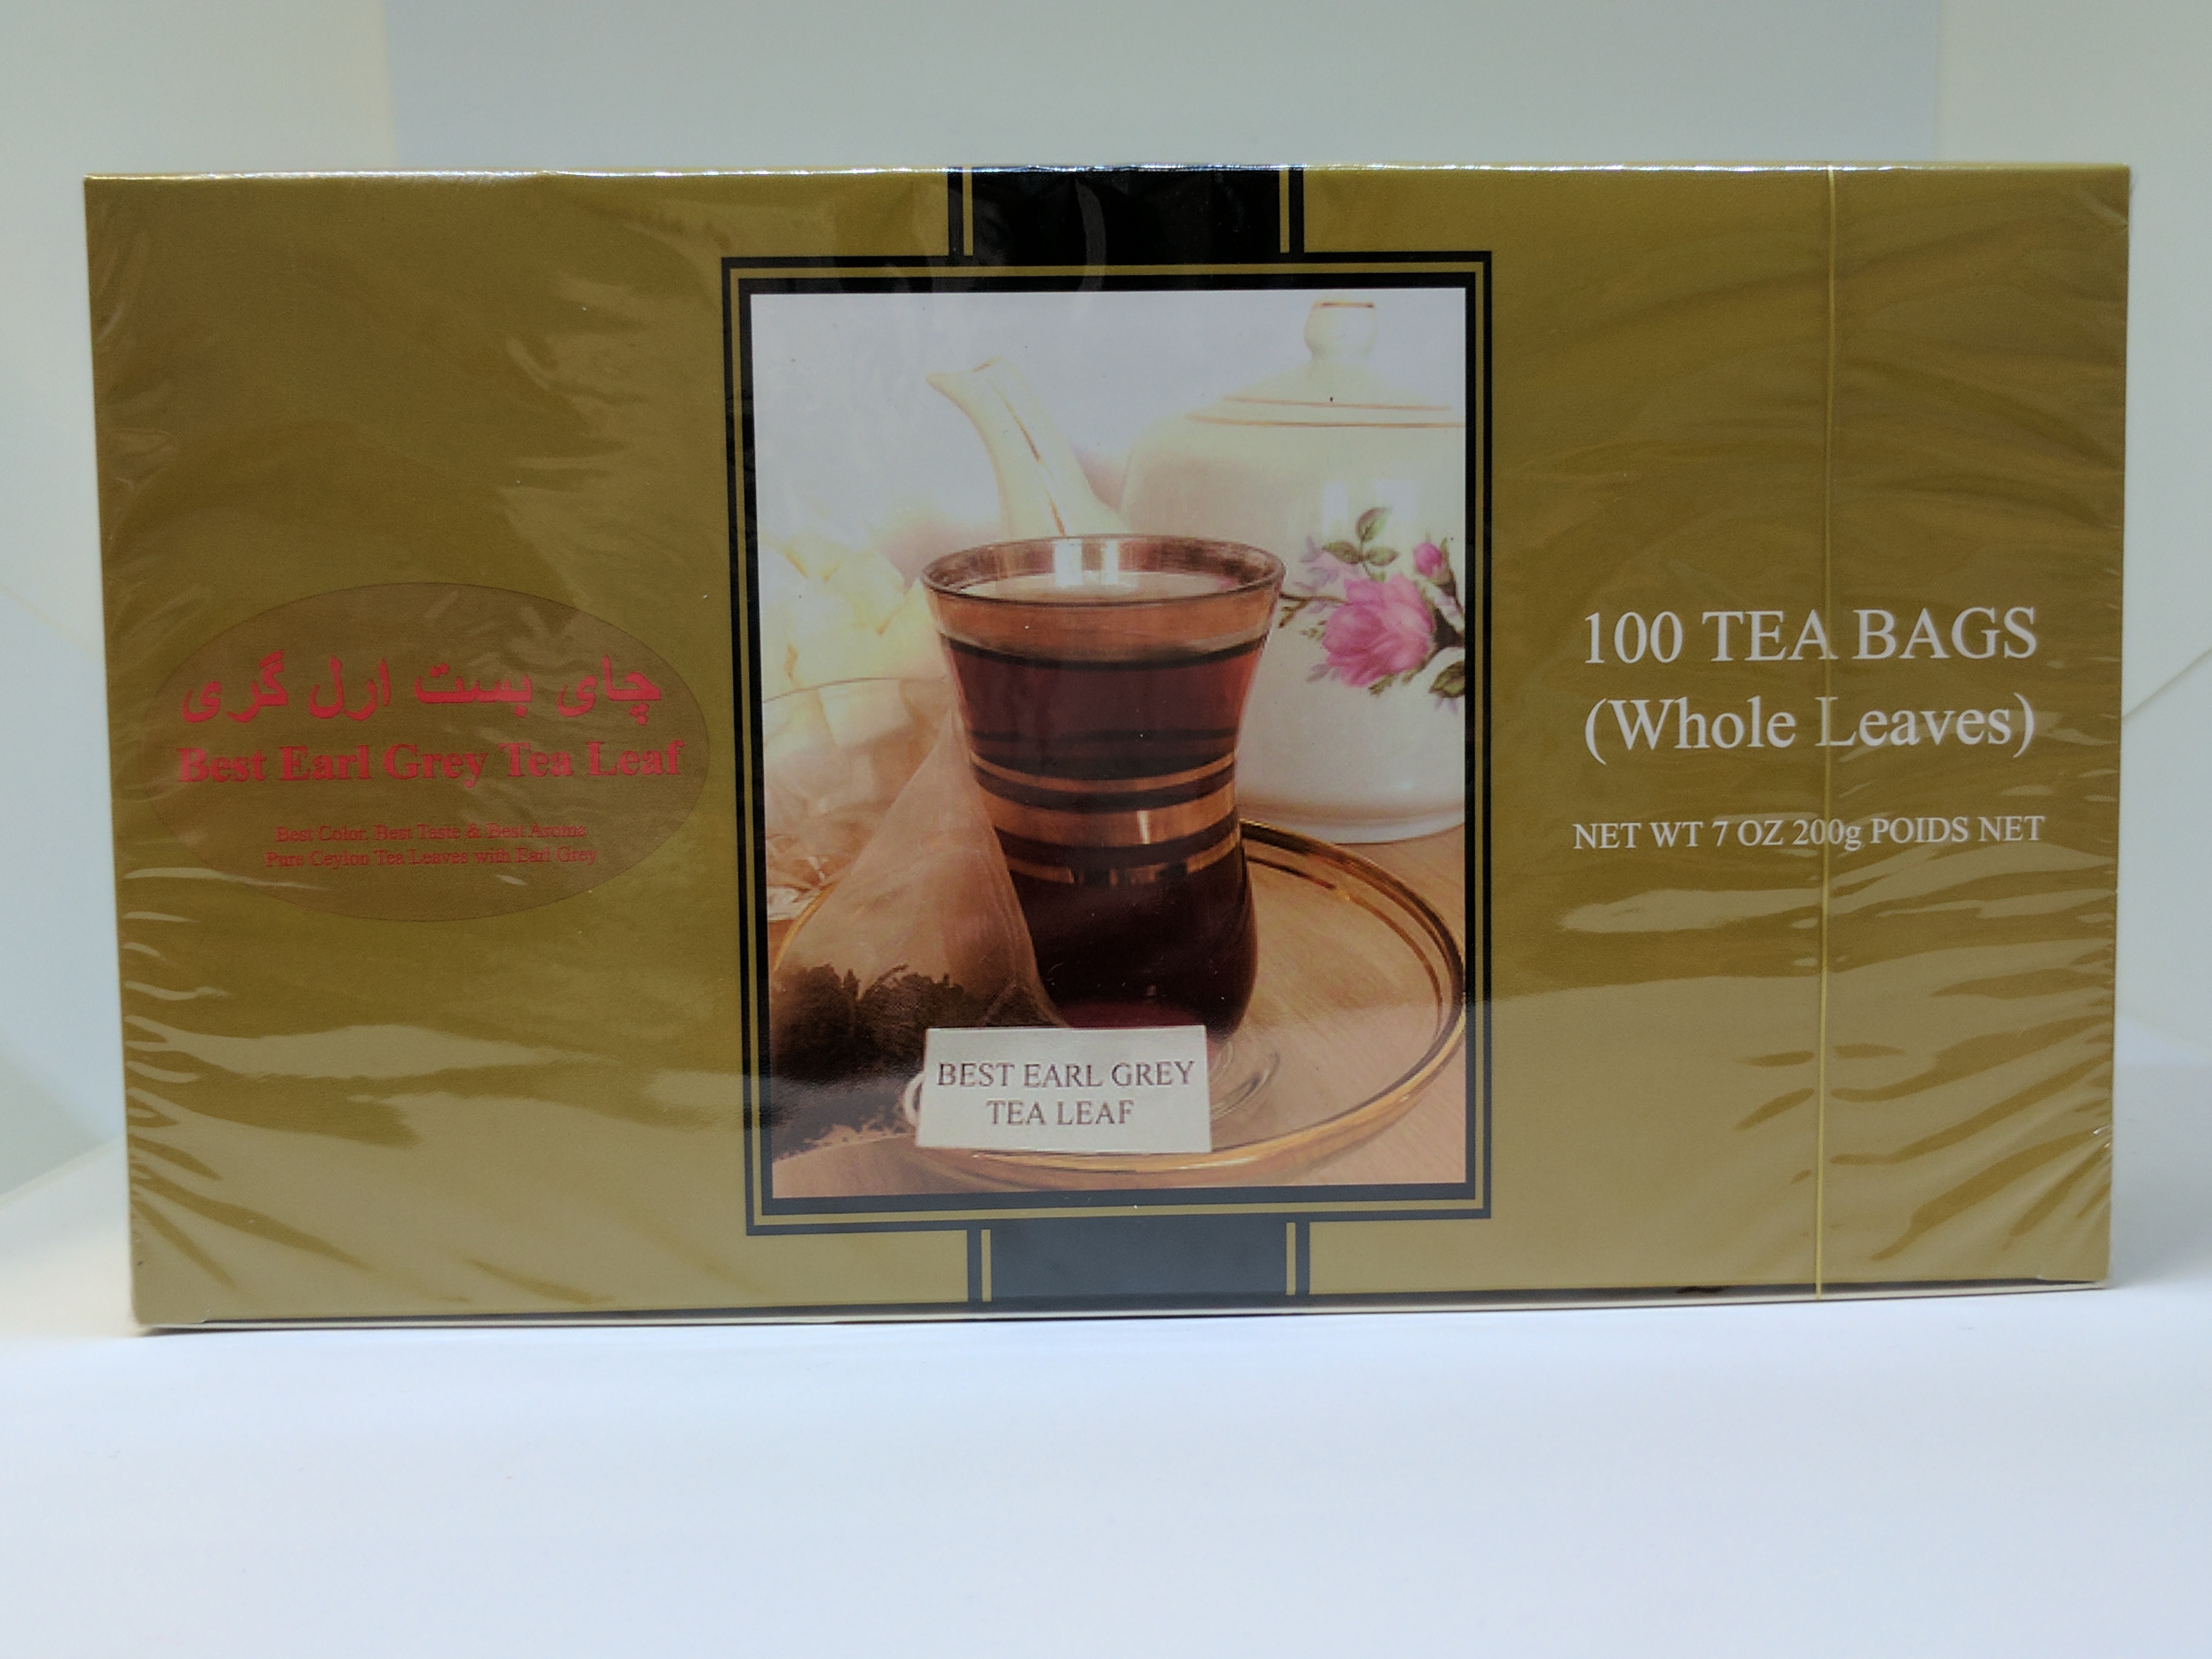 چای بست ارل گری
Best Earl Grey Tea Leaf
Best Color, Best Taste & Best Aroma
Pure Ceylon Tea Leaves with Earl Grey
BEST EARL GREY
TEA LEAF
100 TEA BAGS
(Whole Leaves)
NET WT 7 OZ 200g POIDS NET